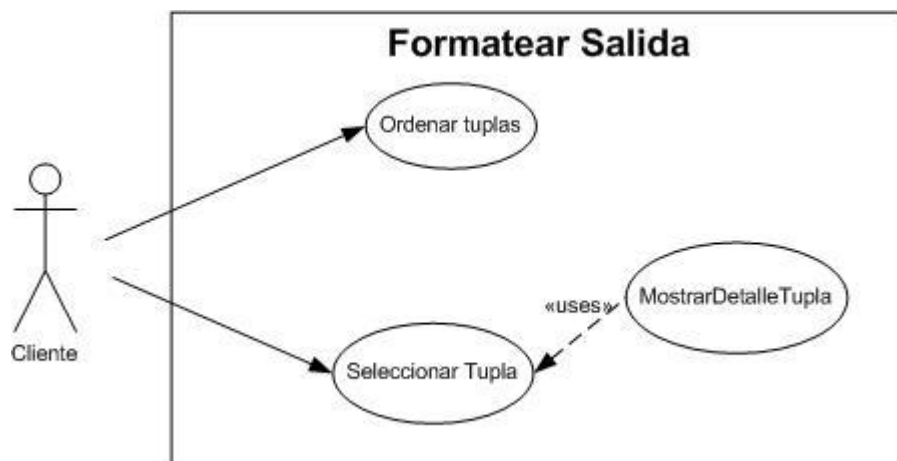 Formatear Salida
Ordenar tuplas
«uses»
MostrarDetalleTupla
Cliente
Seleccionar Tupla